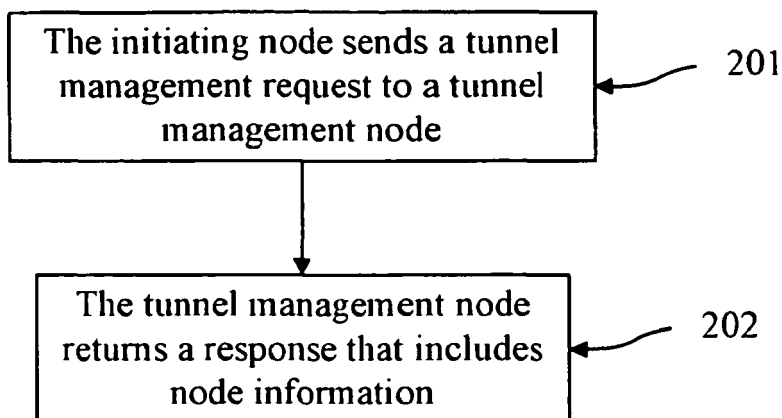 The initiating node sends a tunnel
management request to a tunnel
management node
201
The tunnel management node
returns a response that includes
node information
202